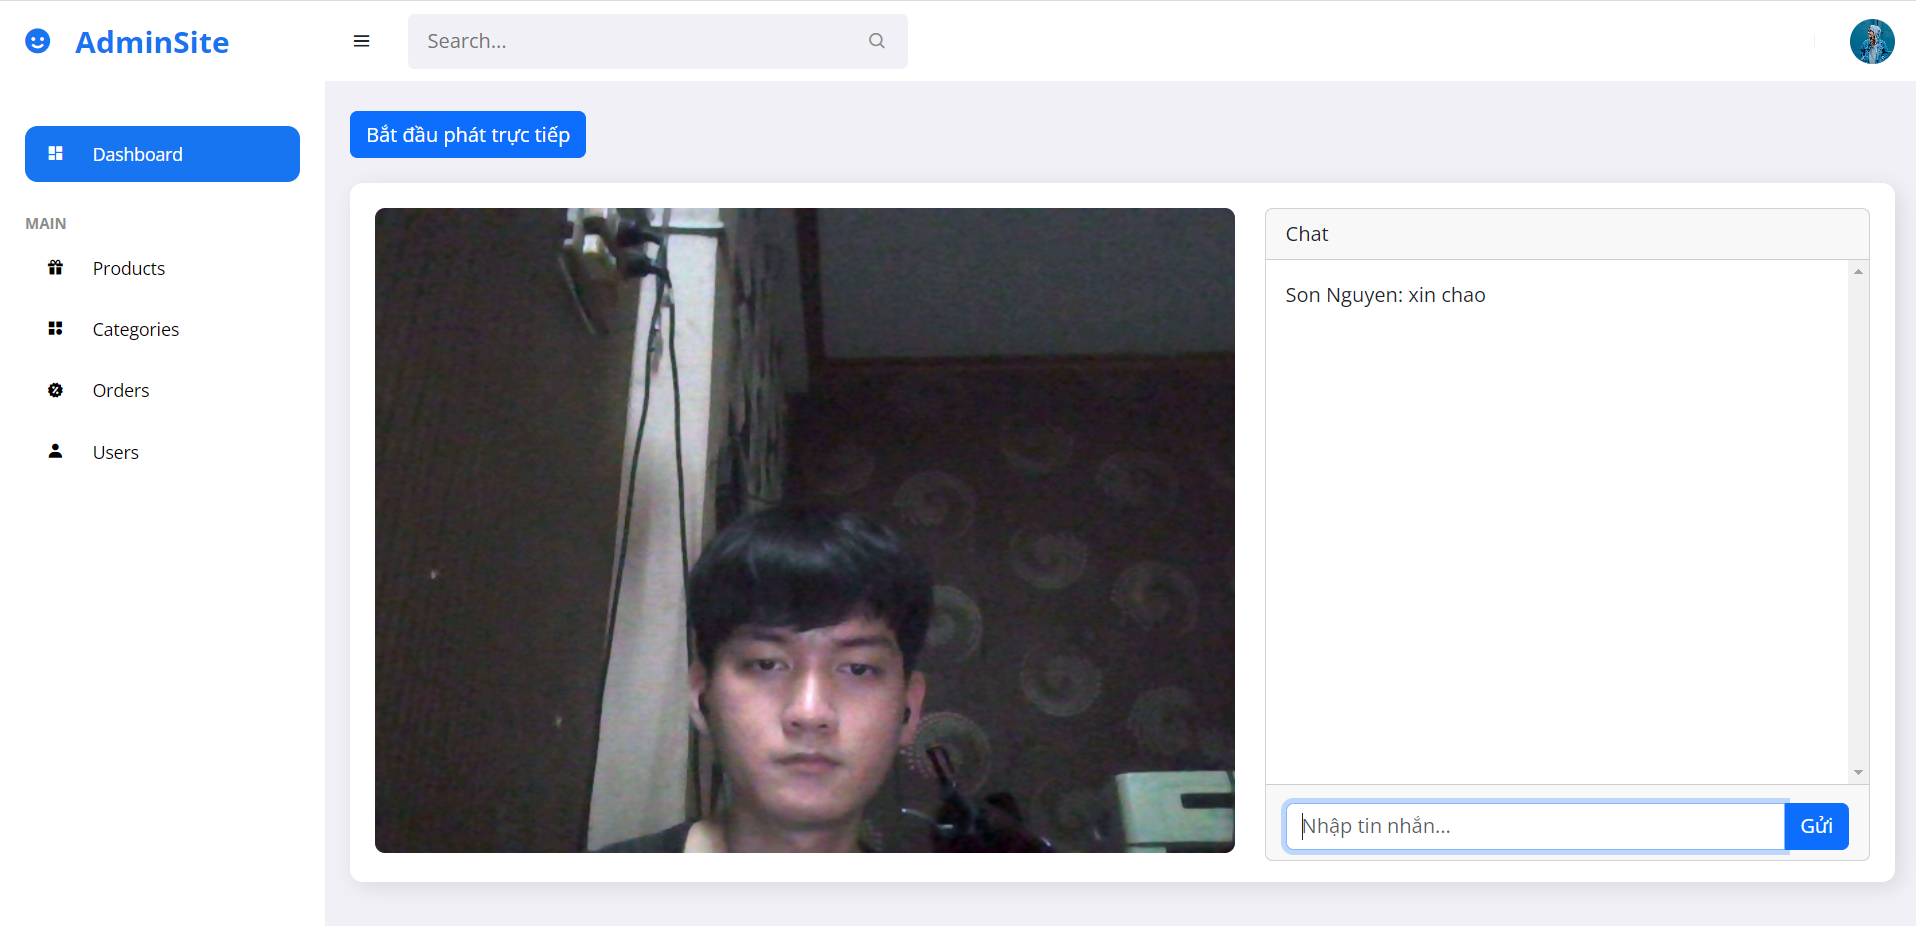 AdminSite
Search...
Dashboard
MAIN
Products
Categories
Orders
Users
Bắt đầu phát trực tiếp
Chat
Son Nguyen: xin chao
Nhập tin nhắn...
Gửi